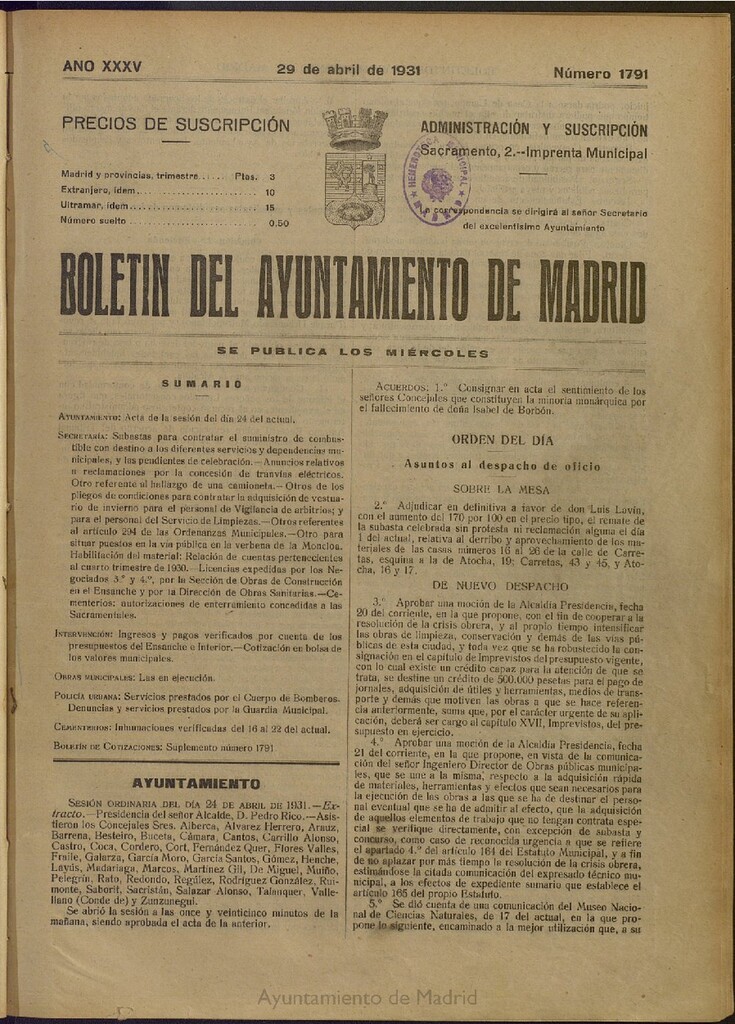 ANO XXXV
29 de abril de 1931
Número 1791
PRECIOS DE SUSCRIPCIÓN
Madrid y provincias, trimestre...... Ptas. 3
Extranjero, ídem........................ 10
Ultramar, ídem.......................... 15
Número suelto.......................... 0,50
ADMINISTRACIÓN Y SUSCRIPCIÓN
Sacramento, 2.--Imprenta Municipal
La correspondencia se dirigirá al señor Secretario
del excelentísimo Ayuntamiento
HEMEROTECA MUNICIPAL
MADRID
BOLETIN DEL AYUNTAMIENTO DE MADRID
SE PUBLICA LOS MIÉRCOLES
SUMARIO
AYUNTAMIENTO: Acta de la sesión del día 24 del actual.
SECRETARÍA: Subastas para contratar el suministro de combus-
tible con destino a los diferentes servicios y dependencias mu-
nicipales, y las pendientes de celebración.—Anuncios relativos
a reclamaciones por la concesión de tranvías eléctricos.
Otro referente al hallazgo de una camioneta.—Otros de los
pliegos de condiciones para contratar la adquisición de vestua-
rio de invierno para el personal de Vigilancia de arbitrios; y
para el personal del Servicio de Limpiezas.—Otros referentes
al artículo 294 de las Ordenanzas Municipales.—Otro para
situar puestos en la vía pública en la verbena de la Moncloa.
Habilitación del material: Relación de cuentas pertenecientes
al cuarto trimestre de 1930.—Licencias expedidas por los Ne-
gociados 3.º y 4.º, por la Sección de Obras de Construcción
en el Ensanche y por la Dirección de Obras Sanitarias.—Ce-
menterios: autorizaciones de enterramiento concedidas a las
Sacramentales.
INTERVENCIÓN: Ingresos y pagos verificados por cuenta de los
presupuestos del Ensanche e Interior.—Cotización en bolsa de
los valores municipales.
OBRAS MUNICIPALES: Las en ejecución.
POLICÍA URBANA: Servicios prestados por el Cuerpo de Bomberos.
Denuncias y servicios prestados por la Guardia Municipal.
CEMENTERIOS: Inhumaciones verificadas del 16 al 22 del actual.
BOLETÍN DE COTIZACIONES: Suplemento número 1791.
AYUNTAMIENTO
SESIÓN ORDINARIA DEL DÍA 24 DE ABRIL DE 1931.—Ex-
tracto.—Presidencia del señor Alcalde, D. Pedro Rico.—Asis-
tieron los Concejales Sres. Alberca, Alvarez Herrero, Arauz,
Barrena, Besteiro, Buceta, Cámara, Cantos, Carrillo Alonso,
Castro, Coca, Cordero, Cort, Fernández Quer, Flores Valles,
Fraile, Galarza, García Moro, García Santos, Gómez, Henche,
Layús, Madariaga, Marcos, Martínez Gil, De Miguel, Muiño,
Pelegrín, Rato, Redondo, Regúlez, Rodríguez González, Rui-
monte, Saborit, Sacristán, Salazar Alonso, Talanquer, Valle-
llano (Conde de) y Zunzunegui.
Se abrió la sesión a las once y veinticinco minutos de la
mañana, siendo aprobada el acta de la anterior.
ACUERDOS: 1.º Consignar en acta el sentimiento de los
señores Concejales que constituyen la minoría monárquica por
el fallecimiento de doña Isabel de Borbón.
ORDEN DEL DÍA
Asuntos al despacho de oficio
SOBRE LA MESA
2.º Adjudicar en definitiva a favor de don Luis Lavín,
con el aumento del 170 por 100 en el precio tipo, el remate de
la subasta celebrada sin protesta ni reclamación alguna el día
1 del actual, relativa al derribo y aprovechamiento de los ma-
teriales de las casas números 16 al 26 de la calle de Carre-
tas, esquina a la de Atocha, 19; Carretas, 43 y 45, y Ato-
cha, 16 y 17.
DE NUEVO DESPACHO
3.º Aprobar una moción de la Alcaldía Presidencia, fecha
20 del corriente, en la que propone, con el fin de cooperar a la
resolución de la crisis obrera, y al propio tiempo intensificar
las obras de limpieza, conservación y demás de las vías pú-
blicas de esta ciudad, y toda vez que se ha robustecido la con-
signación en el capítulo de Imprevistos del presupuesto vigente,
con lo cual existe un crédito capaz para la atención de que se
trata, se destine un crédito de 500.000 pesetas para el pago de
jornales, adquisición de útiles y herramientas, medios de trans-
porte y demás que motiven las obras a que se hace referencia
anteriormente, suma que, por el carácter urgente de su apli-
cación, deberá ser cargo al capítulo XVII, Imprevistos, del pre-
supuesto en ejercicio.
4.º Aprobar una moción de la Alcaldía Presidencia, fecha
21 del corriente, en la que propone, en vista de la comunica-
ción del señor Ingeniero Director de Obras públicas municipa-
les, que se une a la misma, respecto a la adquisición rápida
de materiales, herramientas y efectos que sean necesarios para
la ejecución de las obras a las que se ha de destinar el perso-
nal eventual que se ha de admitir al efecto, que la adquisición
de aquellos elementos de trabajo que no tengan contrata espe-
cial se verifique directamente, con excepción de subasta y
concurso, como caso de reconocida urgencia a que se refiere
el apartado 4.º del artículo 164 del Estatuto Municipal, y a fin
de no aplazar por más tiempo la resolución de la crisis obrera,
estimándose la citada comunicación del expresado técnico mu-
nicipal, a los efectos de expediente sumario que establece el
artículo 165 del propio Estatuto.
5.º Se dió cuenta de una comunicación del Museo Nacio-
nal de Ciencias Naturales, de 17 del actual, en la que pro-
pone lo siguiente, encaminado a la mejor utilización que, a su
Ayuntamiento de Madrid